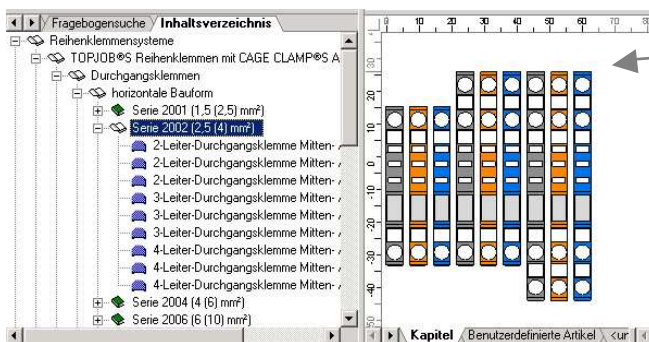 Fragebogensuche Inhaltsverzeichnis
Reihenklemmensysteme
TOPJOB®S Reihenklemmen mit CAGE CLAMP®S A
Durchgangsklemmen
horizontale Bauform
Serie 2001 (1,5 (2,5) mm²)
Serie 2002 (2,5 (4) mm²)
2-Leiter-Durchgangsklemme Mitten-
2-Leiter-Durchgangsklemme Mitten-
2-Leiter-Durchgangsklemme Mitten-
3-Leiter-Durchgangsklemme Mitten-
3-Leiter-Durchgangsklemme Mitten-
3-Leiter-Durchgangsklemme Mitten-
4-Leiter-Durchgangsklemme Mitten-
4-Leiter-Durchgangsklemme Mitten-
4-Leiter-Durchgangsklemme Mitten-
Serie 2004 (4 (6) mm²)
Serie 2006 (6 (10) mm²)
0 10 20 30 40 50 60 70 80
30
20
10
0
-10
-20
-30
-40
-50
Kapitel Benutzerdefinierte Artikel <ur